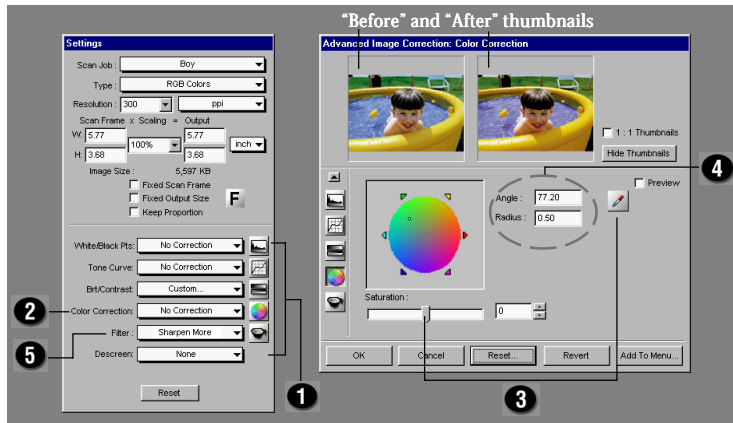 “Before” and “After” thumbnails
Settings
Scan Job : Boy
Type : RGB Colors
Resolution : 300 ppi
Scan Frame x Scaling = Output
W: 5.77 100% 5.77 inch
H: 3.68 3.68
Image Size : 5,597 KB
Fixed Scan Frame
Fixed Output Size
Keep Proportion
F
White/Black Pts: No Correction
Tone Curve: No Correction
Brt/Contrast: Custom...
Color Correction: No Correction
Filter : Sharpen More
Descreen: None
Reset
2
5
1
Advanced Image Correction: Color Correction
1 : 1 Thumbnails
Hide Thumbnails
4
Preview
Angle : 77.20
Radius : 0.50
Saturation :
0
OK Cancel Reset... Revert Add To Menu...
3